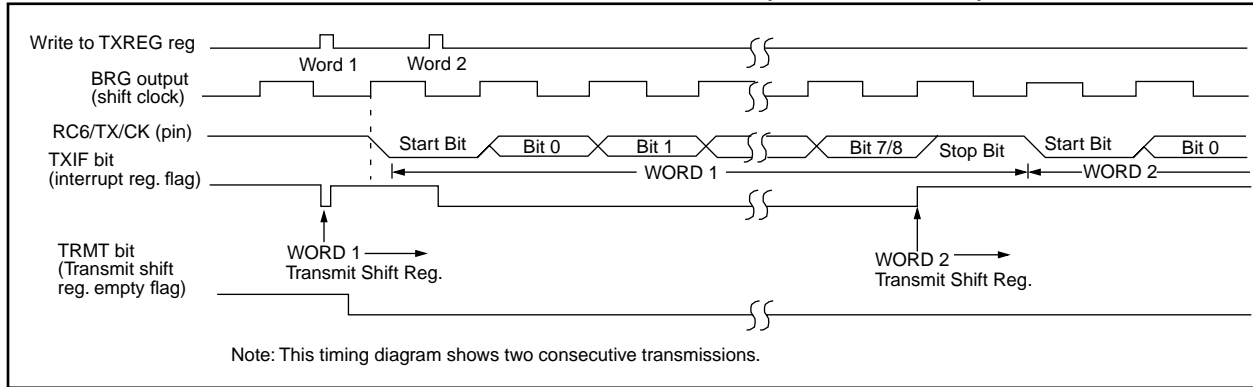 Write to TXREG reg
Word 1
Word 2
BRG output
(shift clock)
RC6/TX/CK (pin)
Start Bit
Bit 0
Bit 1
Bit 7/8
Stop Bit
Start Bit
Bit 0
TXIF bit
(interrupt reg. flag)
WORD 1
WORD 2
TRMT bit
(Transmit shift
reg. empty flag)
WORD 1
Transmit Shift Reg.
WORD 2
Transmit Shift Reg.
Note: This timing diagram shows two consecutive transmissions.